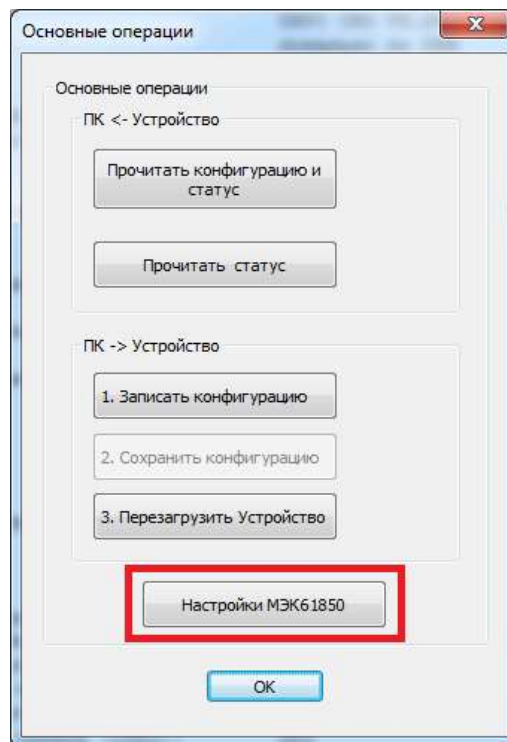 Основные операции
Основные операции
ПК <- Устройство
Прочитать конфигурацию и
статус
Прочитать статус
ПК -> Устройство
1. Записать конфигурацию
2. Сохранить конфигурацию
3. Перезагрузить Устройство
Настройки МЭК61850
ОК